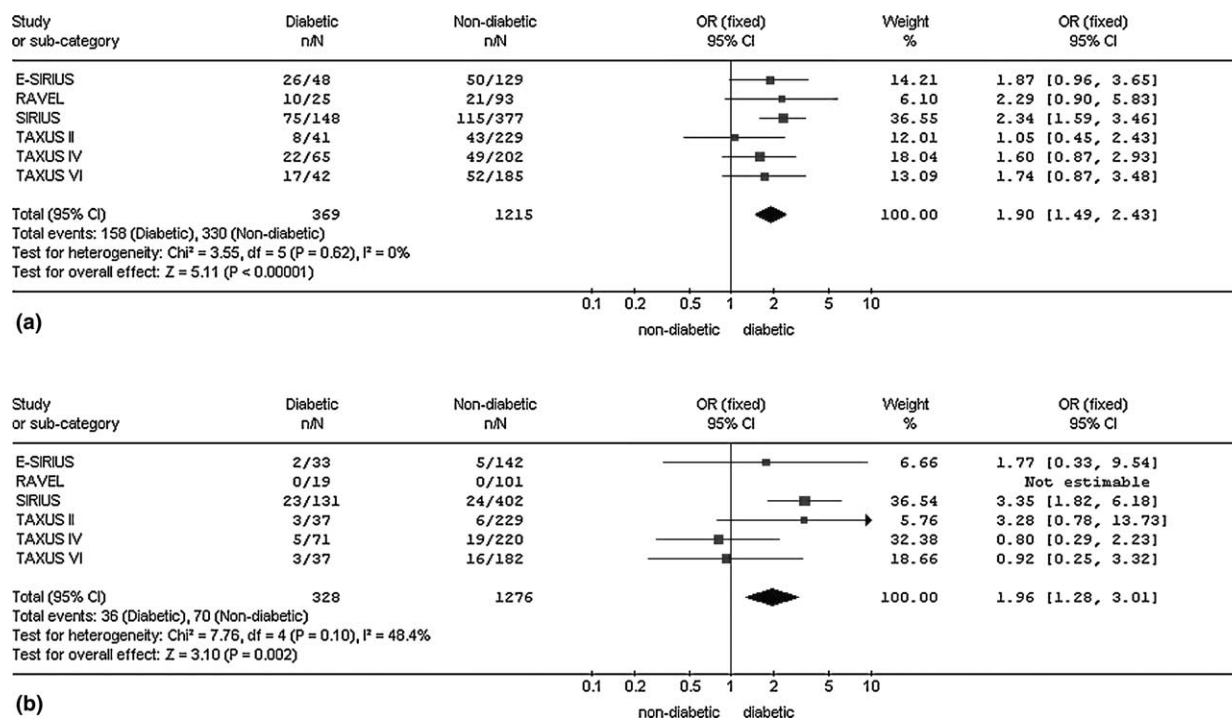 Study Diabetic Non-diabetic OR (fixed) Weight OR (fixed)
or sub-category n/N n/N 95% CI % 95% CI
E-SIRIUS 26/48 50/129 14.21 1.87 [0.96, 3.65]
RAVEL 10/25 21/93 6.10 2.29 [0.90, 5.83]
SIRIUS 75/148 115/377 36.55 2.34 [1.59, 3.46]
TAXUS II 8/41 43/229 12.01 1.05 [0.45, 2.43]
TAXUS IV 22/65 49/202 18.04 1.60 [0.87, 2.93]
TAXUS VI 17/42 52/185 13.09 1.74 [0.87, 3.48]
Total (95% CI) 369 1215 100.00 1.90 [1.49, 2.43]
Total events: 158 (Diabetic), 330 (Non-diabetic)
Test for heterogeneity: Chi² = 3.55, df = 5 (P = 0.62), I² = 0%
Test for overall effect: Z = 5.11 (P < 0.00001)
0.1 0.2 0.5 1 2 5 10
(a) non-diabetic diabetic
Study Diabetic Non-diabetic OR (fixed) Weight OR (fixed)
or sub-category n/N n/N 95% CI % 95% CI
E-SIRIUS 2/33 5/142 6.66 1.77 [0.33, 9.54]
RAVEL 0/19 0/101 Not estimable
SIRIUS 23/131 24/402 36.54 3.35 [1.82, 6.18]
TAXUS II 3/37 6/229 5.76 3.28 [0.78, 13.73]
TAXUS IV 5/71 19/220 32.38 0.80 [0.29, 2.23]
TAXUS VI 3/37 16/182 18.66 0.92 [0.25, 3.32]
Total (95% CI) 328 1276 100.00 1.96 [1.28, 3.01]
Total events: 36 (Diabetic), 70 (Non-diabetic)
Test for heterogeneity: Chi² = 7.76, df = 4 (P = 0.10), I² = 48.4%
Test for overall effect: Z = 3.10 (P = 0.002)
0.1 0.2 0.5 1 2 5 10
(b) non-diabetic diabetic